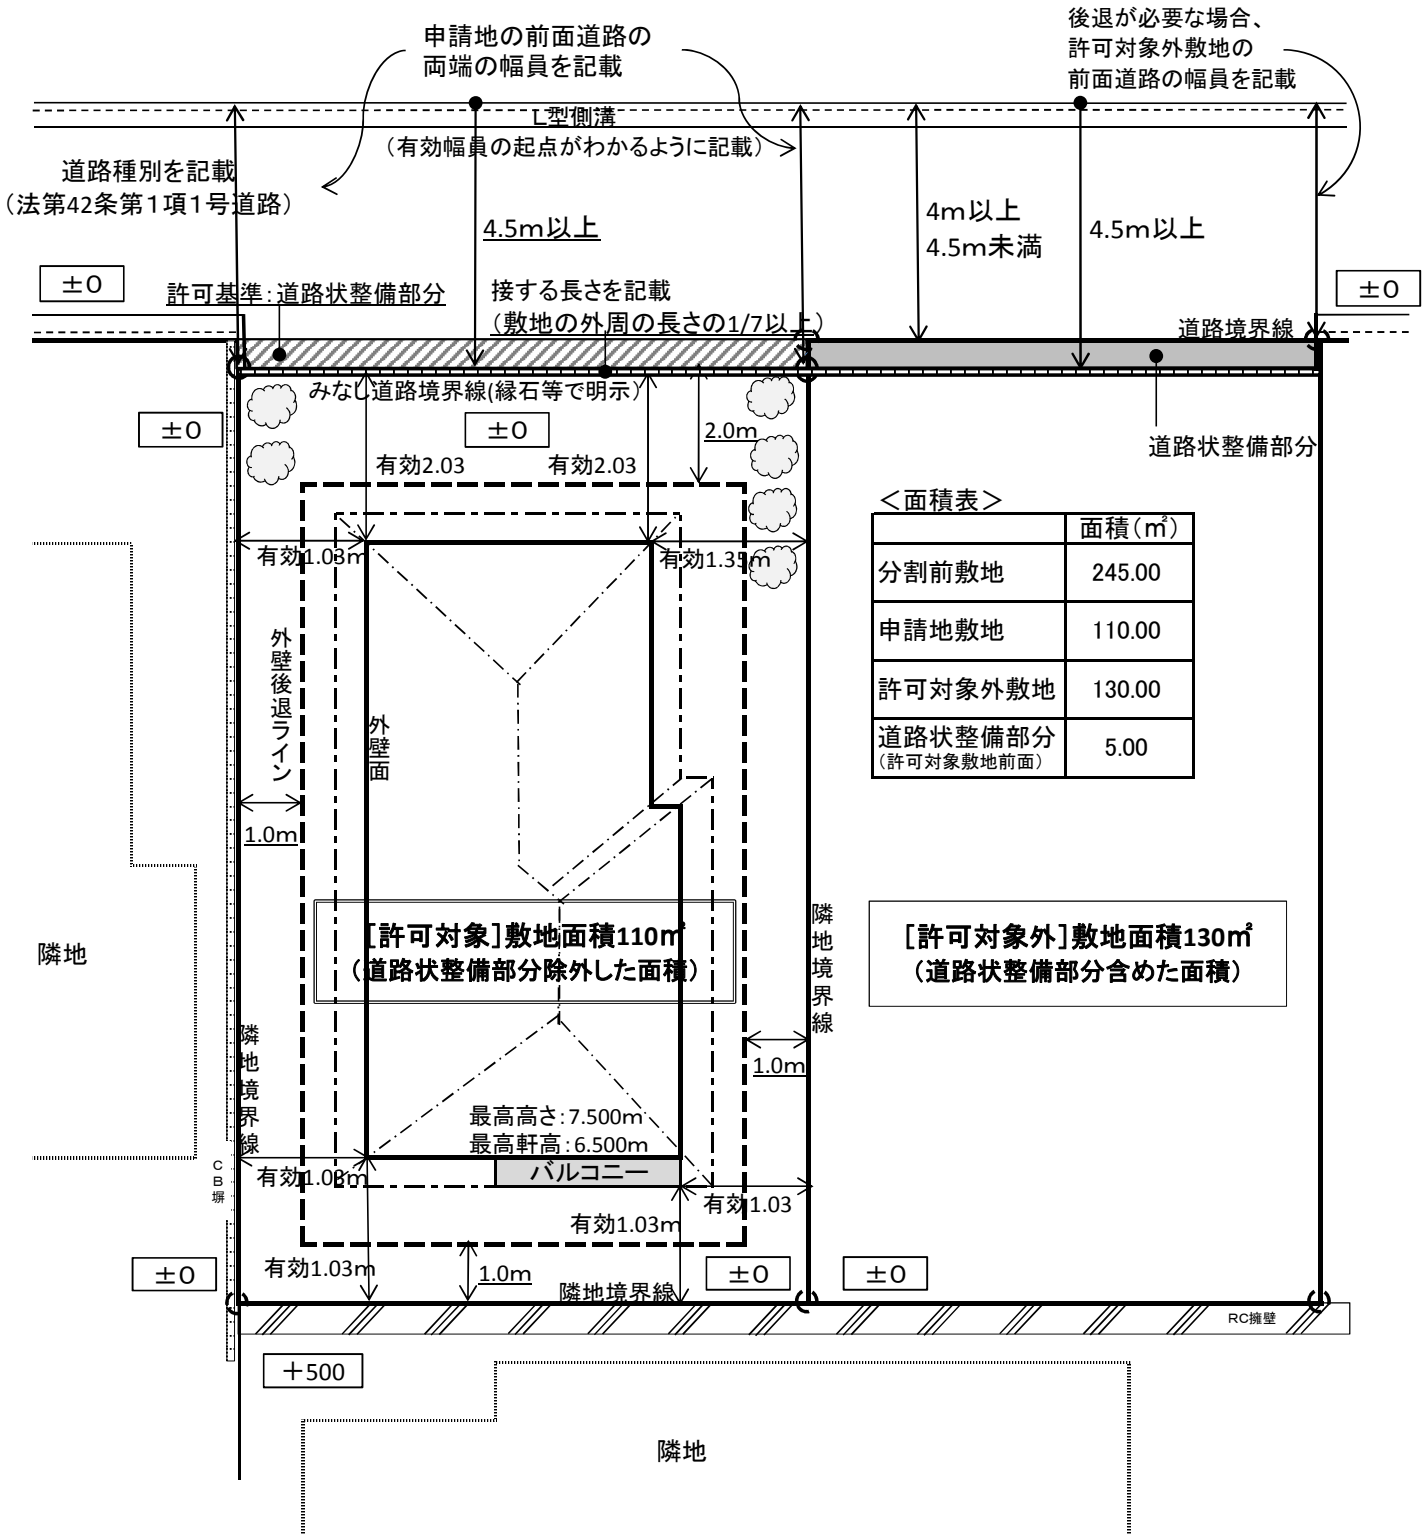 申請地の前面道路の
両端の幅員を記載
後退が必要な場合、
許可対象外敷地の
前面道路の幅員を記載
L型側溝
（有効幅員の起点がわかるように記載）
道路種別を記載
（法第42条第１項１号道路）
4.5ｍ以上
4ｍ以上
4.5ｍ未満
4.5ｍ以上
±０
許可基準：道路状整備部分
接する長さを記載
（敷地の外周の長さの1/7以上）
±０
道路境界線
みなし道路境界線(縁石等で明示）
±０
±０
2.0m
道路状整備部分
有効2.03
有効2.03
＜面積表＞
面積（㎡）
分割前敷地 245.00
申請地敷地 110.00
許可対象外敷地 130.00
道路状整備部分 5.00
（許可対象敷地前面）
有効1.03m
有効1.35m
外壁後退ライン
外壁面
1.0m
隣地
［許可対象］敷地面積110㎡
（道路状整備部分除外した面積）
隣地境界線
［許可対象外］敷地面積130㎡
（道路状整備部分含めた面積）
隣地境界線
1.0m
最高高さ：7.500m
最高軒高：6.500m
バルコニー
ＣＢ塀
有効1.03m
有効1.03
有効1.03m
有効1.03m
±０
1.0m
隣地境界線
±０
±０
RC擁壁
＋500
隣地